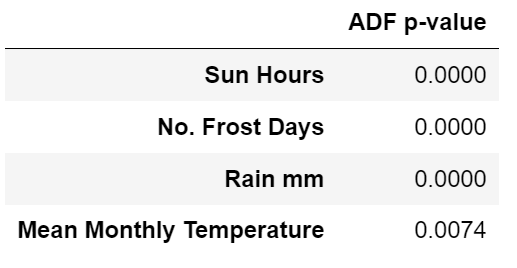 ADF p-value
Sun Hours 0.0000
No. Frost Days 0.0000
Rain mm 0.0000
Mean Monthly Temperature 0.0074